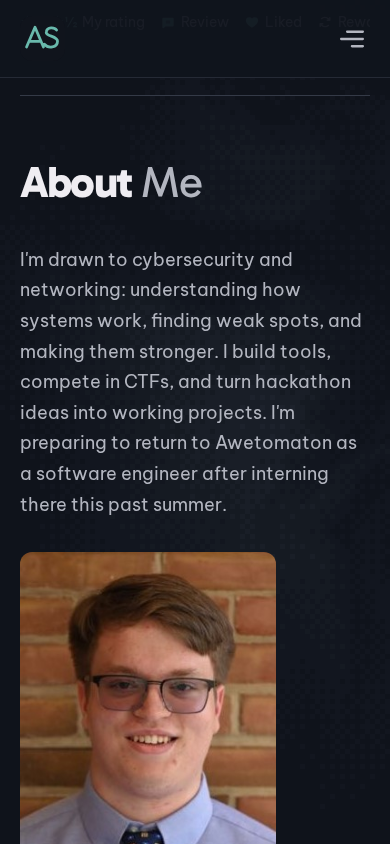 ½ My rating Review Liked
AS
About Me
I'm drawn to cybersecurity and
networking: understanding how
systems work, finding weak spots, and
making them stronger. I build tools,
compete in CTFs, and turn hackathon
ideas into working projects. I'm
preparing to return to Awetomaton as
a software engineer after interning
there this past summer.